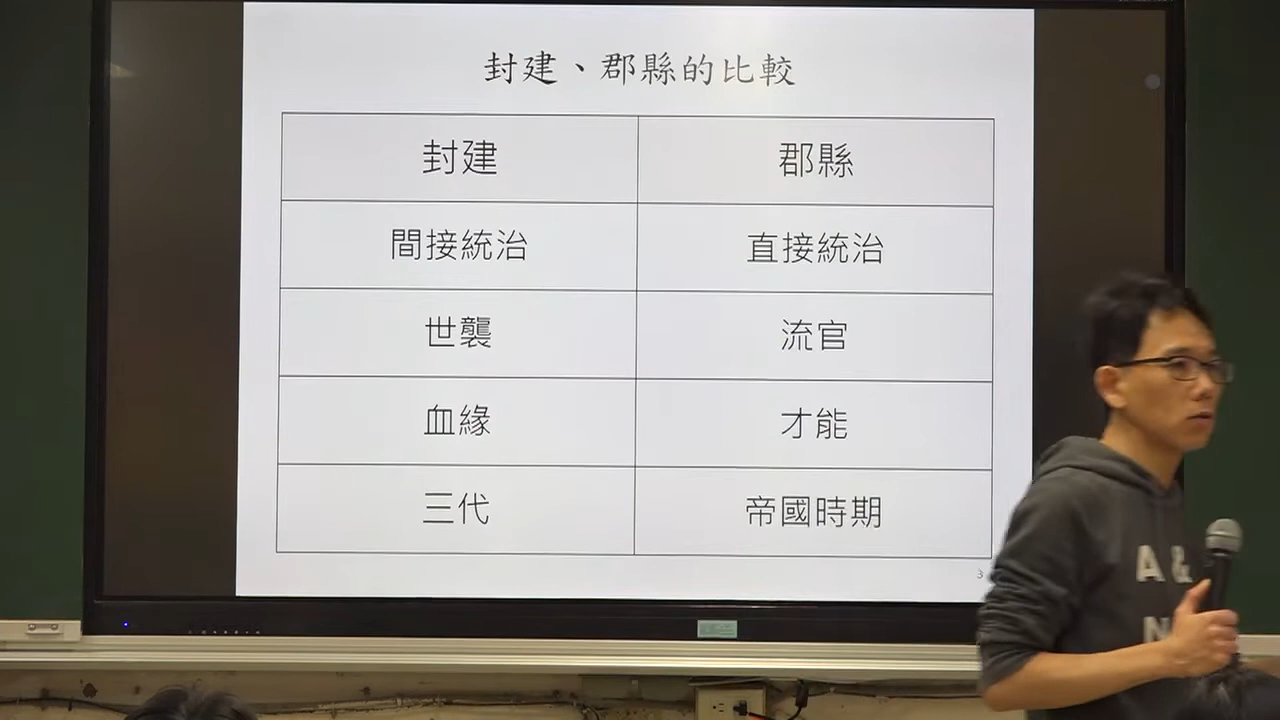 封建、郡縣的比較
封建 郡縣
間接統治 直接統治
世襲 流官
血緣 才能
三代 帝國時期
3
A &
N